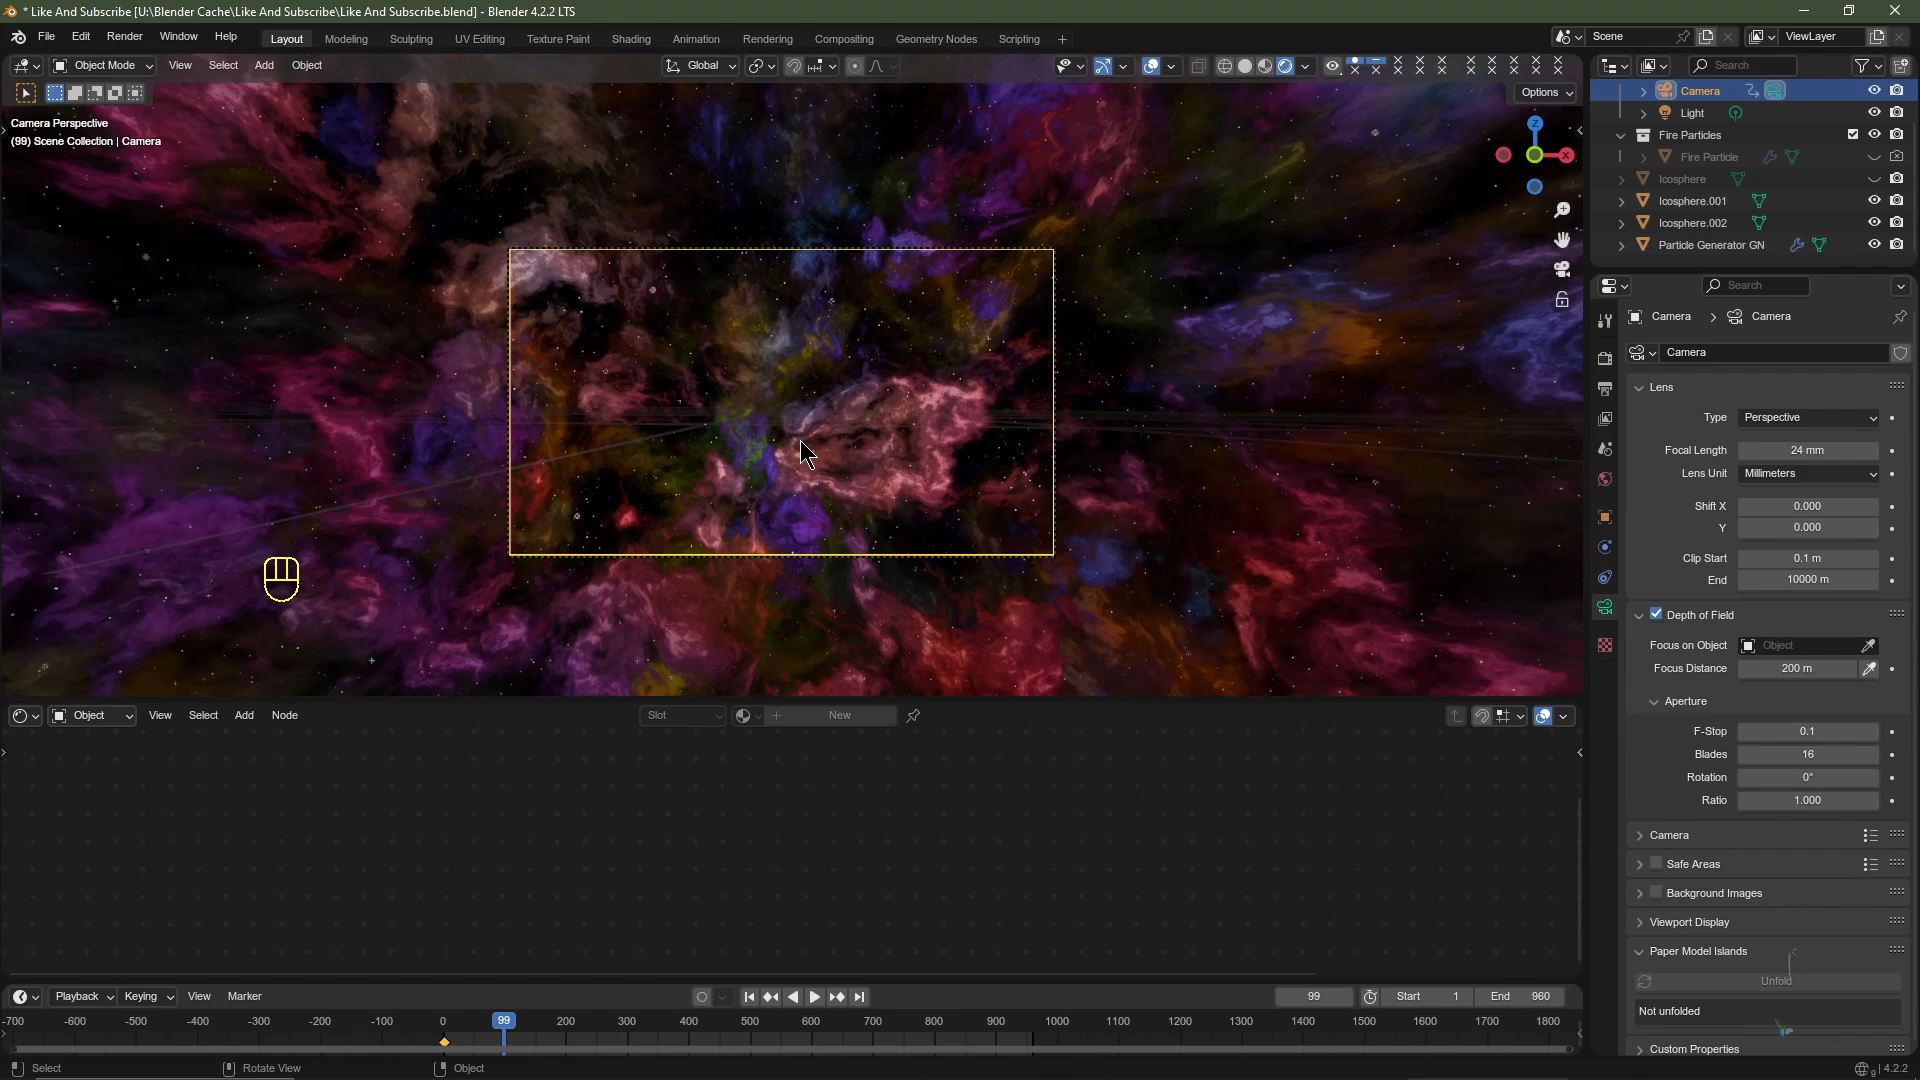 * Like And Subscribe [U:\Blender Cache\Like And Subscribe\Like And Subscribe.blend] - Blender 4.2.2 LTS
File Edit Render Window Help Layout Modeling Sculpting UV Editing Texture Paint Shading Animation Rendering Compositing Geometry Nodes Scripting + Scene ViewLayer
Object Mode View Select Add Object Global Search
Options
Camera Perspective
(99) Scene Collection | Camera
Z
X
Camera
Light
Fire Particles
Fire Particle
Icosphere
Icosphere.001
Icosphere.002
Particle Generator GN
Search
Camera > Camera
Camera
Lens
Type Perspective
Focal Length 24 mm
Lens Unit Millimeters
Shift X 0.000
Y 0.000
Clip Start 0.1 m
End 10000 m
Depth of Field
Focus on Object Object
Focus Distance 200 m
Aperture
F-Stop 0.1
Blades 16
Rotation 0°
Ratio 1.000
Camera
Safe Areas
Background Images
Viewport Display
Paper Model Islands
Unfold
Not unfolded
Custom Properties
Object View Select Add Node Slot New
Playback Keying View Marker 99 Start 1 End 960
-700 -600 -500 -400 -300 -200 -100 0 99 200 300 400 500 600 700 800 900 1000 1100 1200 1300 1400 1500 1600 1700 1800
Select Rotate View Object 9 | 4.2.2